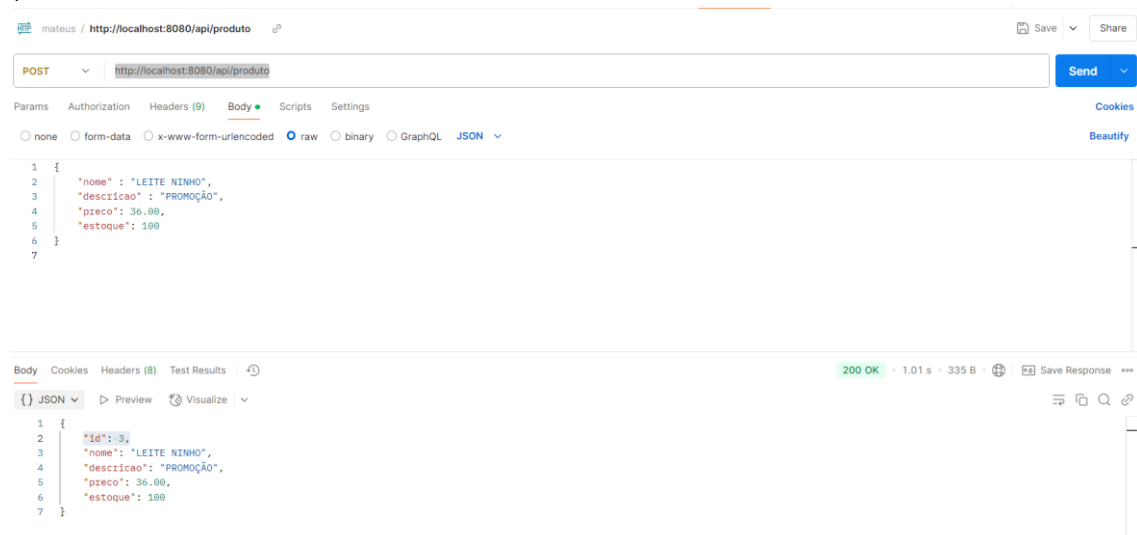 HTTP mateus / http://localhost:8080/api/produto
Save Share
POST http://localhost:8080/api/produto Send
Params Authorization Headers (9) Body Scripts Settings Cookies
none form-data x-www-form-urlencoded raw binary GraphQL JSON Beautify
1 {
2 "nome" : "LEITE NINHO",
3 "descricao" : "PROMOÇÃO",
4 "preco": 36.00,
5 "estoque": 100
6 }
7
Body Cookies Headers (8) Test Results 200 OK 1.01 s 335 B Save Response
{} JSON Preview Visualize
1 {
2 "id": 3,
3 "nome": "LEITE NINHO",
4 "descricao": "PROMOÇÃO",
5 "preco": 36.00,
6 "estoque": 100
7 }